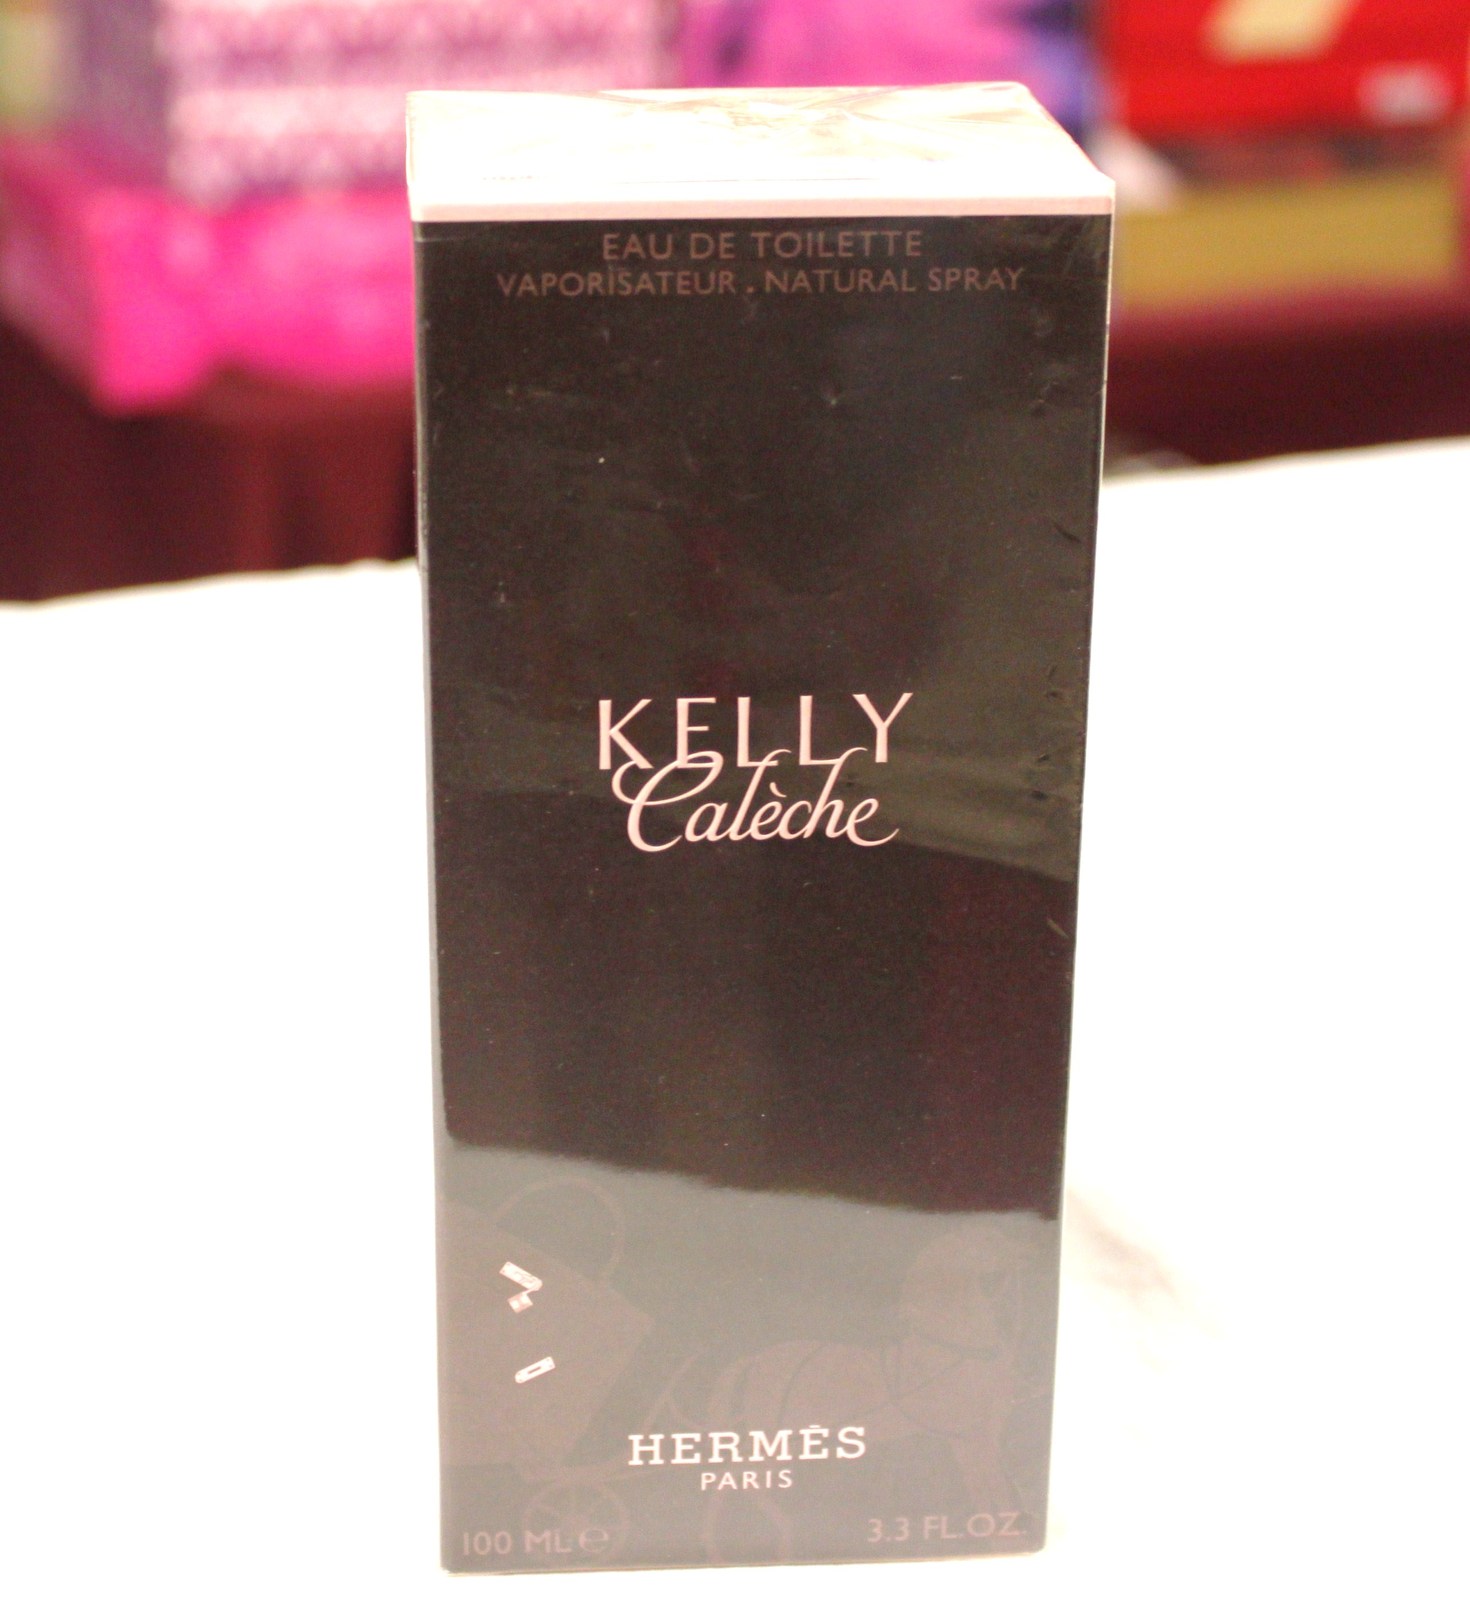 EAU DE TOILETTE
VAPORISATEUR . NATURAL SPRAY
KELLY
Calèche
HERMÈS
PARIS
100 ML e
3.3 FL.OZ.